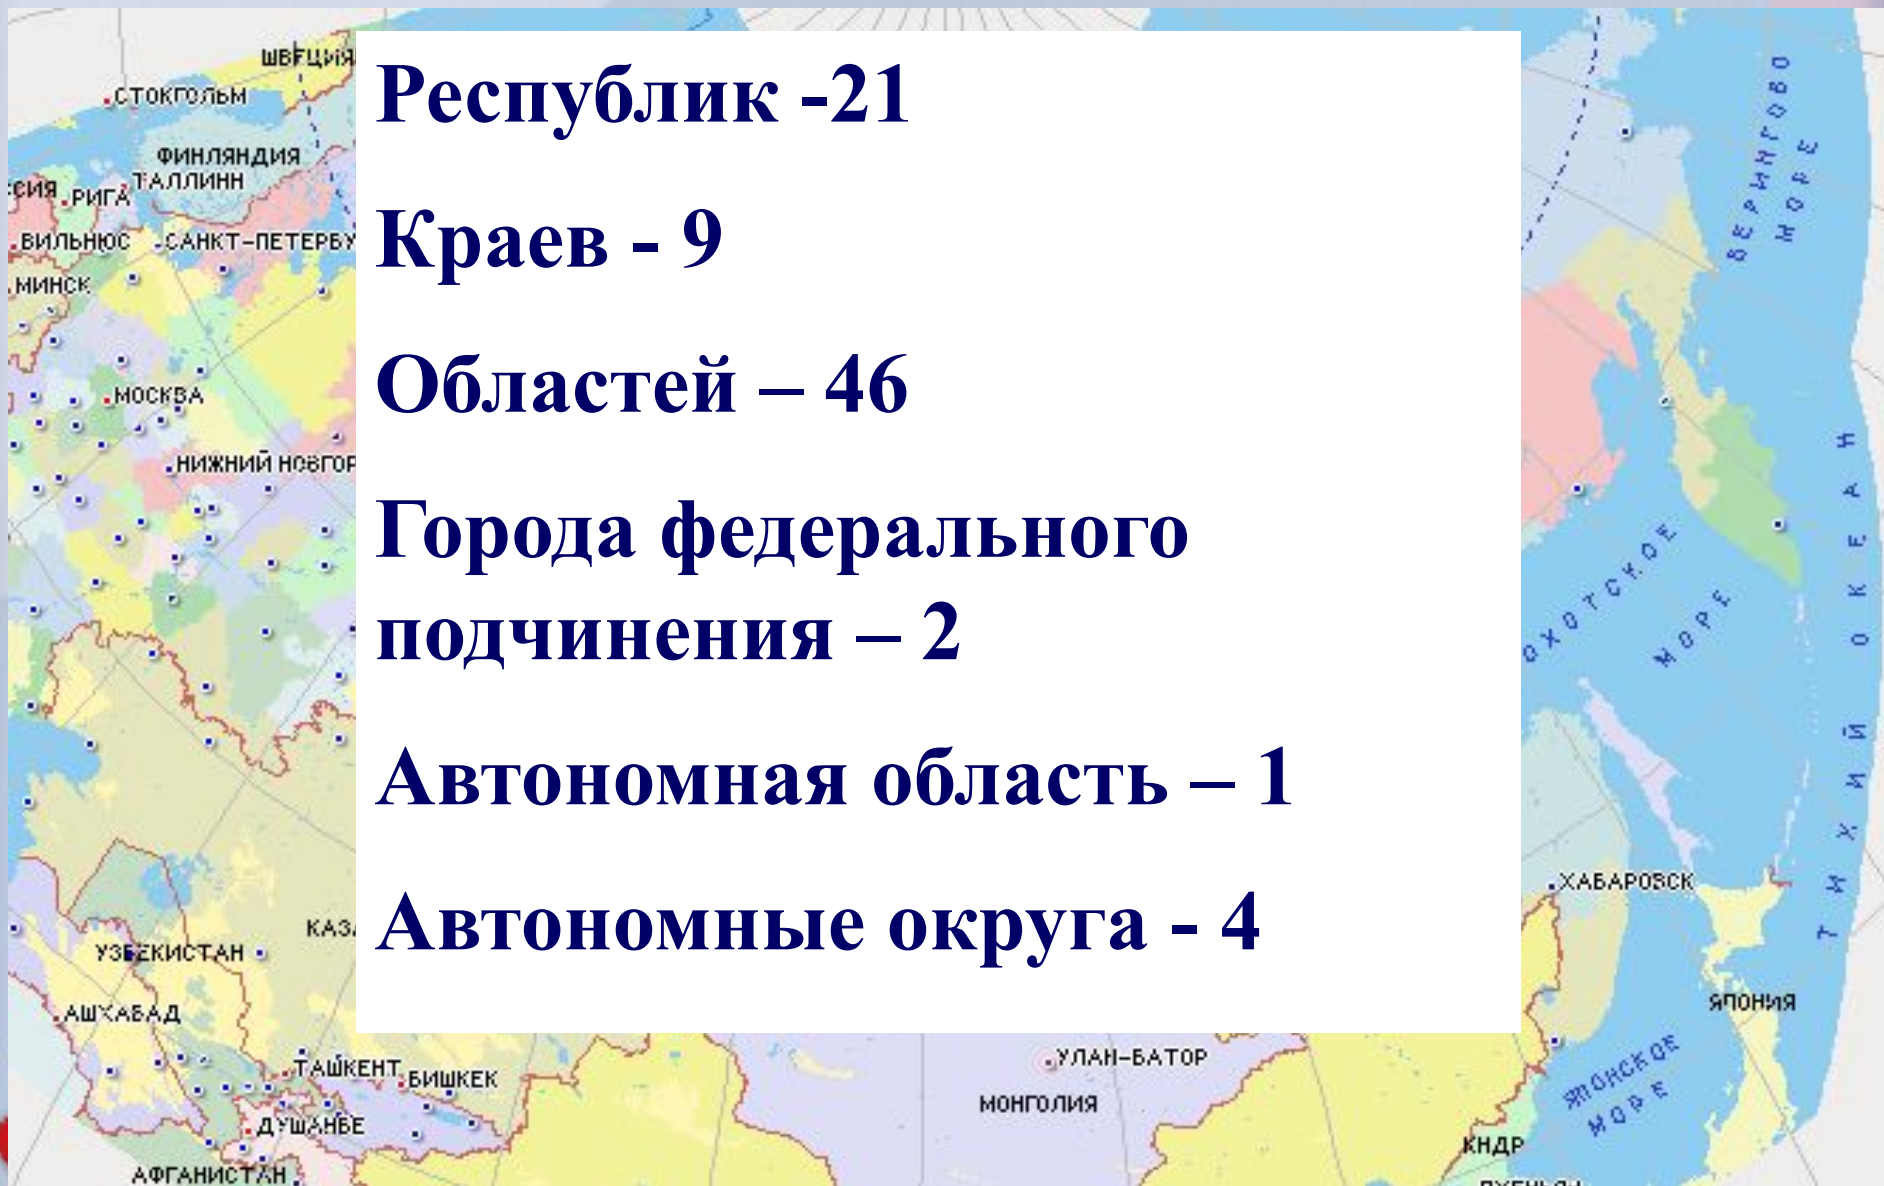 Республик -21
Краев - 9
Областей – 46
Города федерального
подчинения – 2
Автономная область – 1
Автономные округа - 4
ШВЕЦИЯ
СТОКГОЛЬМ
ФИНЛЯНДИЯ
ТАЛЛИНН
РИГА
ВИЛЬНЮС
САНКТ-ПЕТЕРБУ
МИНСК
МОСКВА
НИЖНИЙ НОВГОР
КАЗ
УЗБЕКИСТАН
АШХАБАД
ТАШКЕНТ
БИШКЕК
ДУШАНБЕ
АФГАНИСТАН
УЛАН-БАТОР
МОНГОЛИЯ
БЕРИНГОВО
МОРЕ
ОХОТСКОЕ
МОРЕ
ТИХИЙ ОКЕАН
ХАБАРОВСК
ЯПОНИЯ
ЯПОНСКОЕ
МОРЕ
КНДР